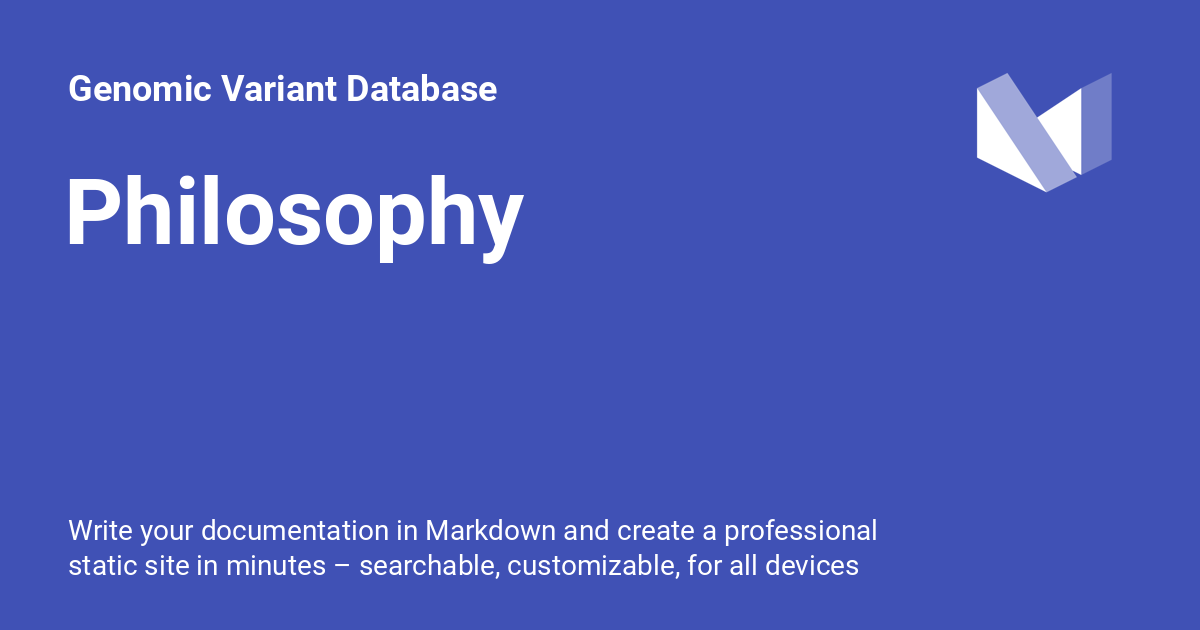 Genomic Variant Database
Philosophy
Write your documentation in Markdown and create a professional
static site in minutes – searchable, customizable, for all devices